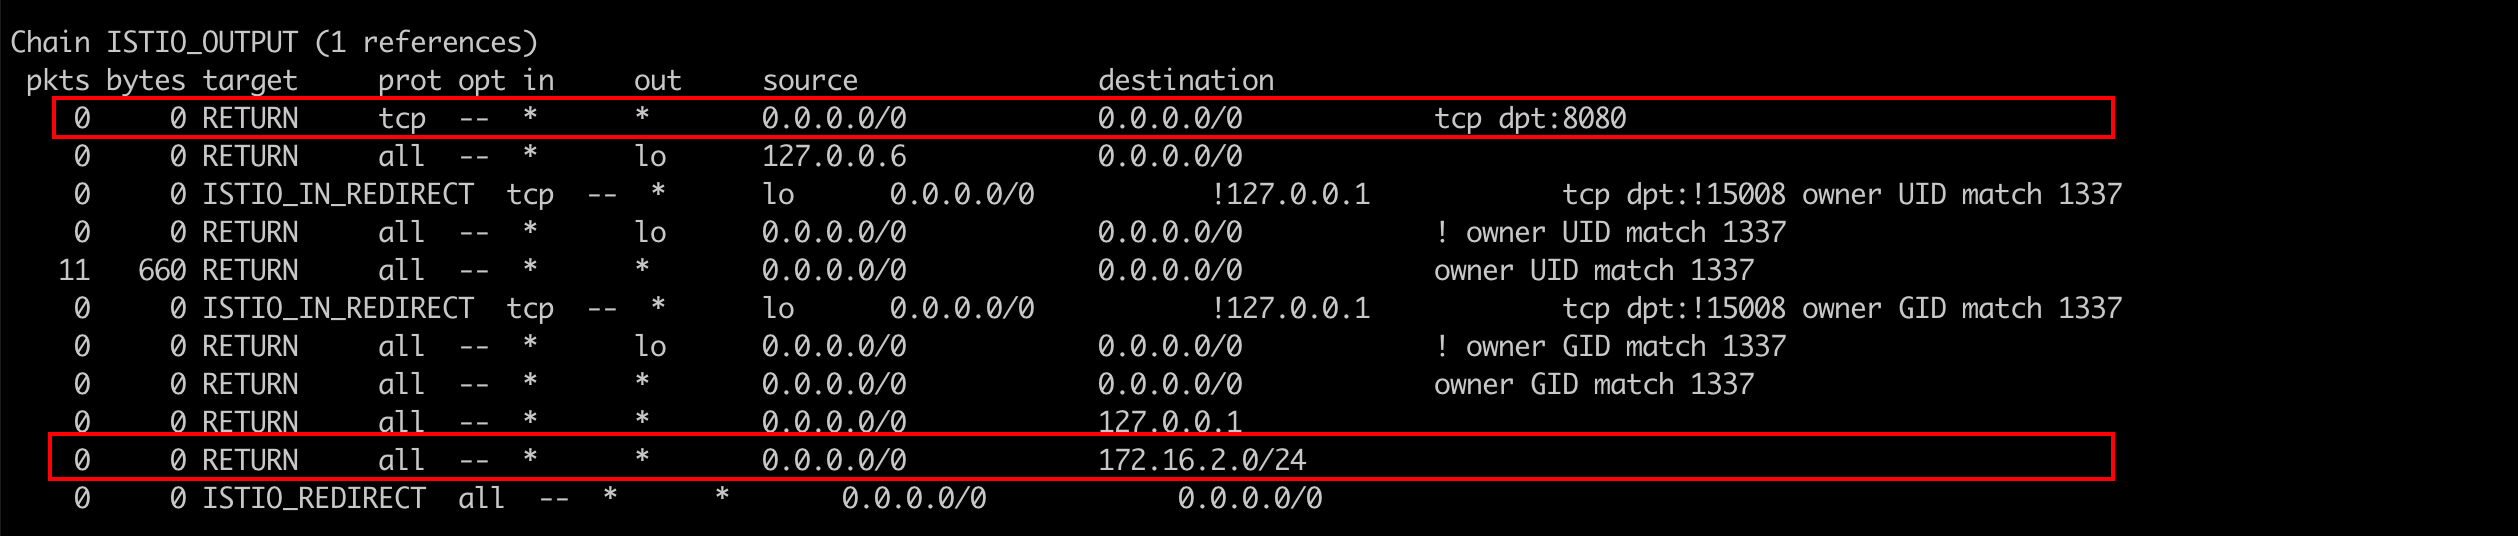 Chain ISTIO_OUTPUT (1 references)
 pkts bytes target     prot opt in     out     source               destination
    0     0 RETURN     tcp  --  *      *       0.0.0.0/0            0.0.0.0/0            tcp dpt:8080
    0     0 RETURN     all  --  *      lo      127.0.0.6            0.0.0.0/0
    0     0 ISTIO_IN_REDIRECT  tcp  --  *      lo      0.0.0.0/0           !127.0.0.1            tcp dpt:!15008 owner UID match 1337
    0     0 RETURN     all  --  *      lo      0.0.0.0/0            0.0.0.0/0            ! owner UID match 1337
   11   660 RETURN     all  --  *      *       0.0.0.0/0            0.0.0.0/0            owner UID match 1337
    0     0 ISTIO_IN_REDIRECT  tcp  --  *      lo      0.0.0.0/0           !127.0.0.1            tcp dpt:!15008 owner GID match 1337
    0     0 RETURN     all  --  *      lo      0.0.0.0/0            0.0.0.0/0            ! owner GID match 1337
    0     0 RETURN     all  --  *      *       0.0.0.0/0            0.0.0.0/0            owner GID match 1337
    0     0 RETURN     all  --  *      *       0.0.0.0/0            127.0.0.1
    0     0 RETURN     all  --  *      *       0.0.0.0/0            172.16.2.0/24
    0     0 ISTIO_REDIRECT  all  --  *      *       0.0.0.0/0            0.0.0.0/0